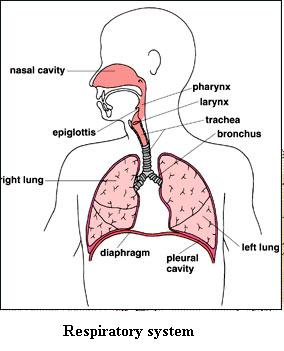 nasal cavity
pharynx
larynx
epiglottis
trachea
bronchus
right lung
left lung
diaphragm
pleural
cavity
Respiratory system